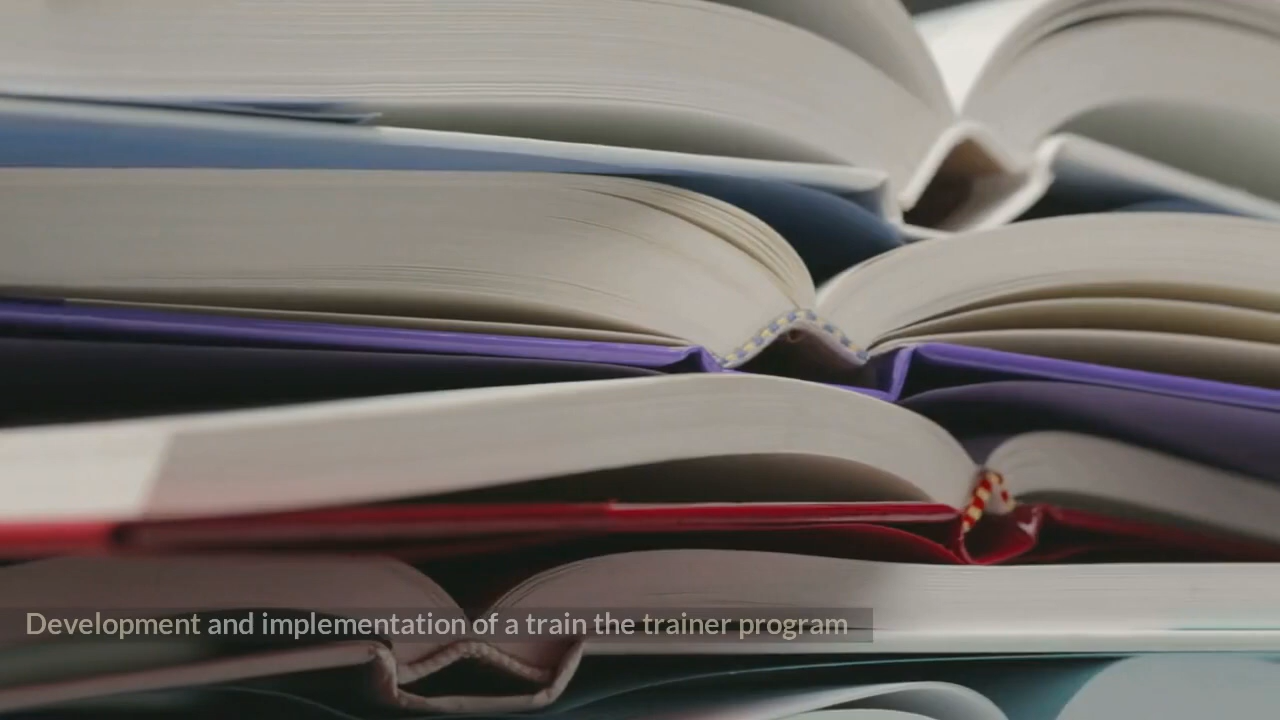 Development and implementation of a train the trainer program